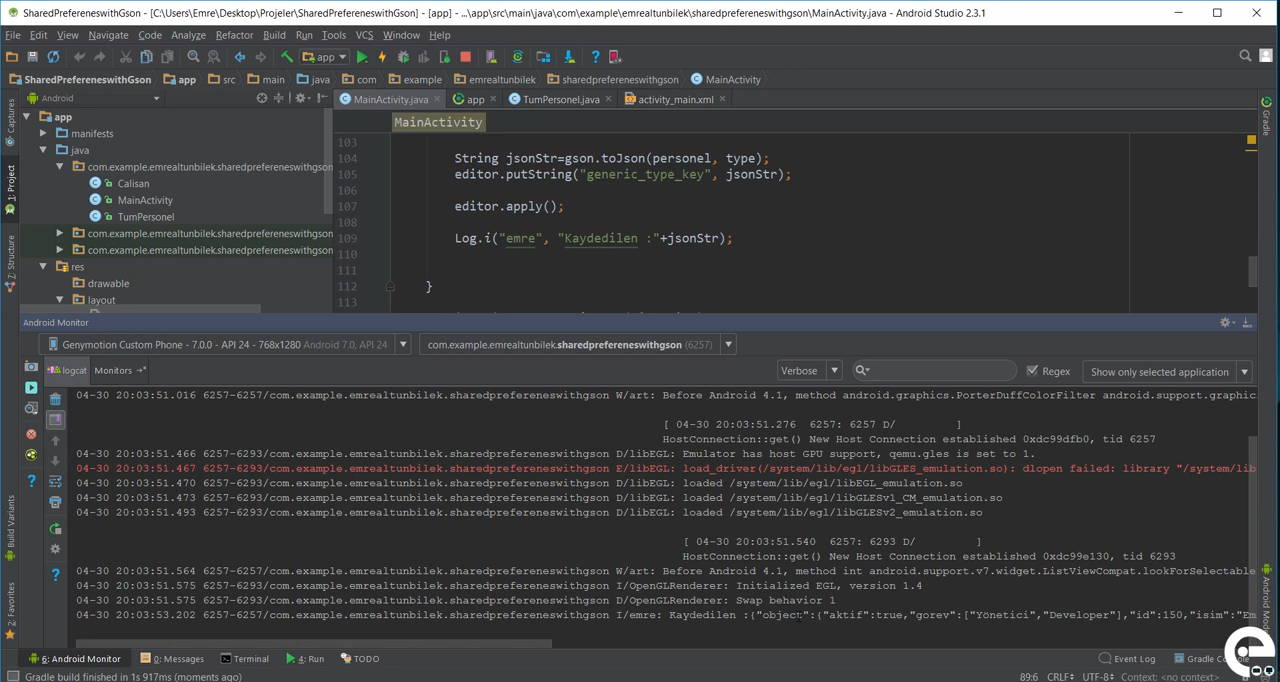 SharedPrefereneswithGson - [C:\Users\Emre\Desktop\Projeler\SharedPrefereneswithGson] - [app] - ...\app\src\main\java\com\example\emrealtunbilek\sharedprefereneswithgson\MainActivity.java - Android Studio 2.3.1
File Edit View Navigate Code Analyze Refactor Build Run Tools VCS Window Help
app
SharedPrefereneswithGson app src main java com example emrealtunbilek sharedprefereneswithgson MainActivity
Android
MainActivity.java app TumPersonel.java activity_main.xml
Captures
1: Project
7: Structure
Build Variants
2: Favorites
Gradle
Android Mode
app
manifests
java
com.example.emrealtunbilek.sharedprefereneswithgson
Calisan
MainActivity
TumPersonel
com.example.emrealtunbilek.sharedprefereneswithgson
com.example.emrealtunbilek.sharedprefereneswithgson
res
drawable
layout
MainActivity
103
104 String jsonStr=gson.toJson(personel, type);
105 editor.putString("generic_type_key", jsonStr);
106
107 editor.apply();
108
109 Log.i("emre", "Kaydedilen :"+jsonStr);
110
111
112 }
113
Android Monitor
Genymotion Custom Phone - 7.0.0 - API 24 - 768x1280 Android 7.0, API 24 com.example.emrealtunbilek.sharedprefereneswithgson (6257)
logcat Monitors Verbose Regex Show only selected application
04-30 20:03:51.016 6257-6257/com.example.emrealtunbilek.sharedprefereneswithgson W/art: Before Android 4.1, method android.graphics.PorterDuffColorFilter android.support.graphic
[ 04-30 20:03:51.276 6257: 6257 D/ ]
HostConnection::get() New Host Connection established 0xdc99dfb0, tid 6257
04-30 20:03:51.466 6257-6293/com.example.emrealtunbilek.sharedprefereneswithgson D/libEGL: Emulator has host GPU support, qemu.gles is set to 1.
04-30 20:03:51.467 6257-6293/com.example.emrealtunbilek.sharedprefereneswithgson E/libEGL: load_driver(/system/lib/egl/libGLES_emulation.so): dlopen failed: library "/system/lib
04-30 20:03:51.470 6257-6293/com.example.emrealtunbilek.sharedprefereneswithgson D/libEGL: loaded /system/lib/egl/libEGL_emulation.so
04-30 20:03:51.473 6257-6293/com.example.emrealtunbilek.sharedprefereneswithgson D/libEGL: loaded /system/lib/egl/libGLESv1_CM_emulation.so
04-30 20:03:51.493 6257-6293/com.example.emrealtunbilek.sharedprefereneswithgson D/libEGL: loaded /system/lib/egl/libGLESv2_emulation.so
[ 04-30 20:03:51.540 6257: 6293 D/ ]
HostConnection::get() New Host Connection established 0xdc99e130, tid 6293
04-30 20:03:51.564 6257-6257/com.example.emrealtunbilek.sharedprefereneswithgson W/art: Before Android 4.1, method int android.support.v7.widget.ListViewCompat.lookForSelectable
04-30 20:03:51.575 6257-6293/com.example.emrealtunbilek.sharedprefereneswithgson I/OpenGLRenderer: Initialized EGL, version 1.4
04-30 20:03:51.575 6257-6293/com.example.emrealtunbilek.sharedprefereneswithgson D/OpenGLRenderer: Swap behavior 1
04-30 20:03:53.202 6257-6257/com.example.emrealtunbilek.sharedprefereneswithgson I/emre: Kaydedilen :{"object":{"aktif":true,"gorev":["Yönetici","Developer"],"id":150,"isim":"Em
6: Android Monitor 0: Messages Terminal 4: Run TODO Event Log Gradle
Gradle build finished in 1s 917ms (moments ago) 89:6 CRLF UTF-8 Context: <no context>